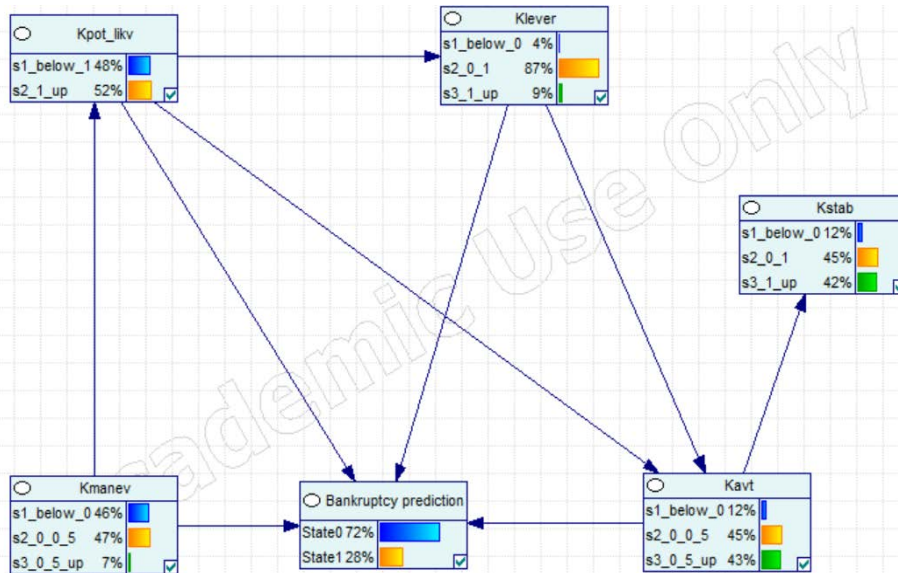 Kpot_likv
s1_below_1 48%
s2_1_up 52%
Klever
s1_below_0 4%
s2_0_1 87%
s3_1_up 9%
Kstab
s1_below_0 12%
s2_0_1 45%
s3_1_up 42%
Kmanev
s1_below_0 46%
s2_0_0_5 47%
s3_0_5_up 7%
Bankruptcy prediction
State0 72%
State1 28%
Kavt
s1_below_0 12%
s2_0_0_5 45%
s3_0_5_up 43%
cademic Use Only